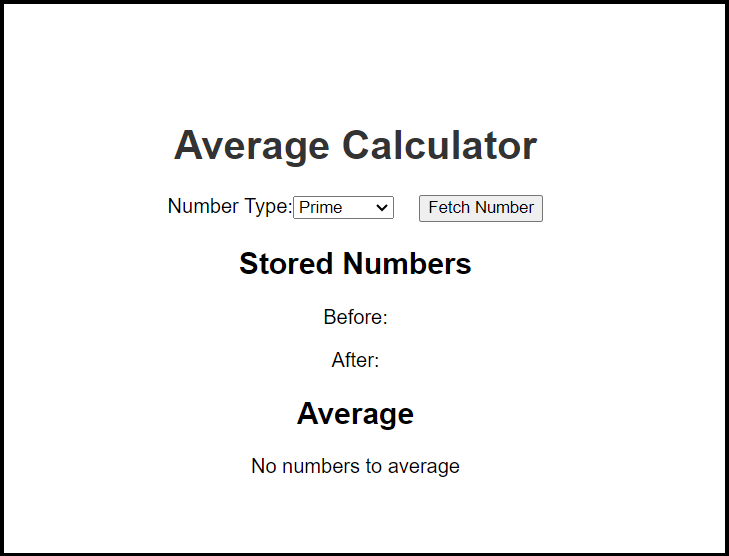 Average Calculator
Number Type: Prime Fetch Number
Stored Numbers
Before:
After:
Average
No numbers to average